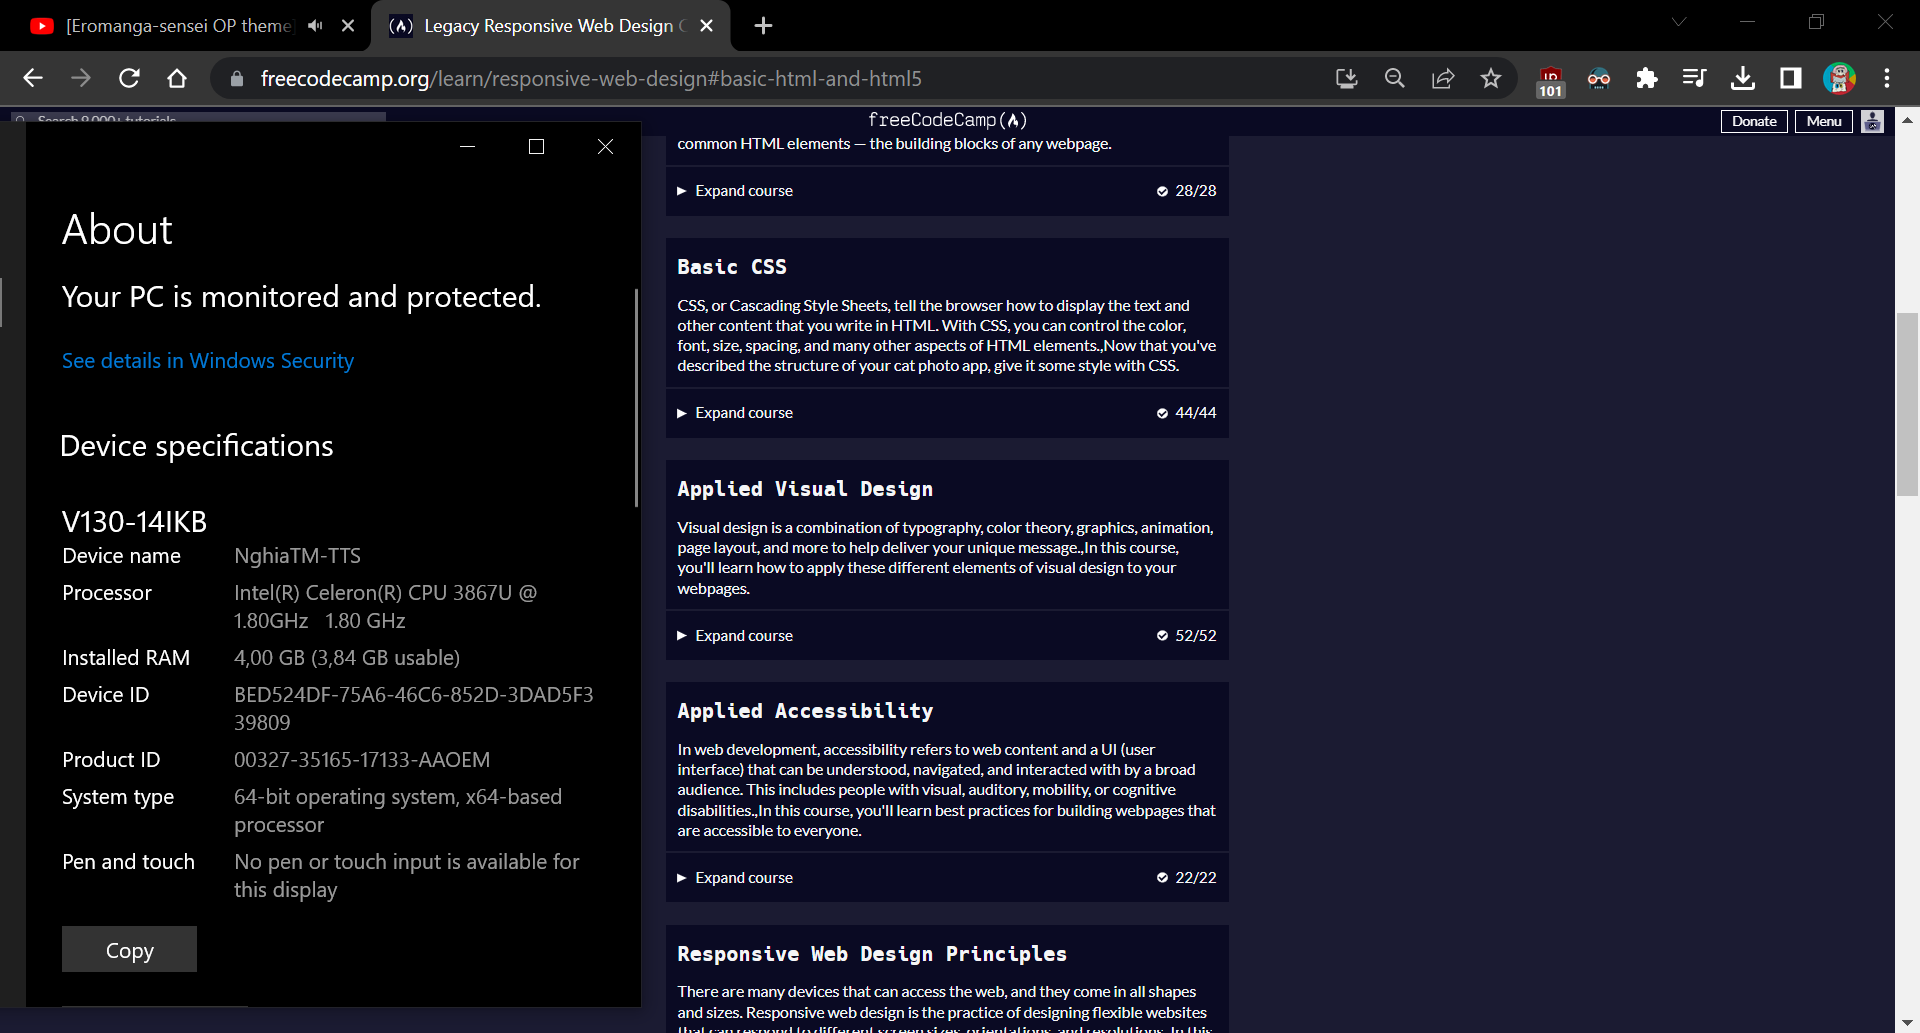 [Eromanga-sensei OP theme
Legacy Responsive Web Design C
freecodecamp.org/learn/responsive-web-design#basic-html-and-html5
101
freeCodeCamp(
Donate
Menu
About
Your PC is monitored and protected.
See details in Windows Security
Device specifications
V130-14IKB
Device name NghiaTM-TTS
Processor Intel(R) Celeron(R) CPU 3867U @
1.80GHz 1.80 GHz
Installed RAM 4,00 GB (3,84 GB usable)
Device ID BED524DF-75A6-46C6-852D-3DAD5F3
39809
Product ID 00327-35165-17133-AAOEM
System type 64-bit operating system, x64-based
processor
Pen and touch No pen or touch input is available for
this display
Copy
common HTML elements — the building blocks of any webpage.
Expand course 28/28
Basic CSS
CSS, or Cascading Style Sheets, tell the browser how to display the text and
other content that you write in HTML. With CSS, you can control the color,
font, size, spacing, and many other aspects of HTML elements.,Now that you've
described the structure of your cat photo app, give it some style with CSS.
Expand course 44/44
Applied Visual Design
Visual design is a combination of typography, color theory, graphics, animation,
page layout, and more to help deliver your unique message.,In this course,
you'll learn how to apply these different elements of visual design to your
webpages.
Expand course 52/52
Applied Accessibility
In web development, accessibility refers to web content and a UI (user
interface) that can be understood, navigated, and interacted with by a broad
audience. This includes people with visual, auditory, mobility, or cognitive
disabilities.,In this course, you'll learn best practices for building webpages that
are accessible to everyone.
Expand course 22/22
Responsive Web Design Principles
There are many devices that can access the web, and they come in all shapes
and sizes. Responsive web design is the practice of designing flexible websites
that can respond to different screen sizes, orientations, and resolutions. In this